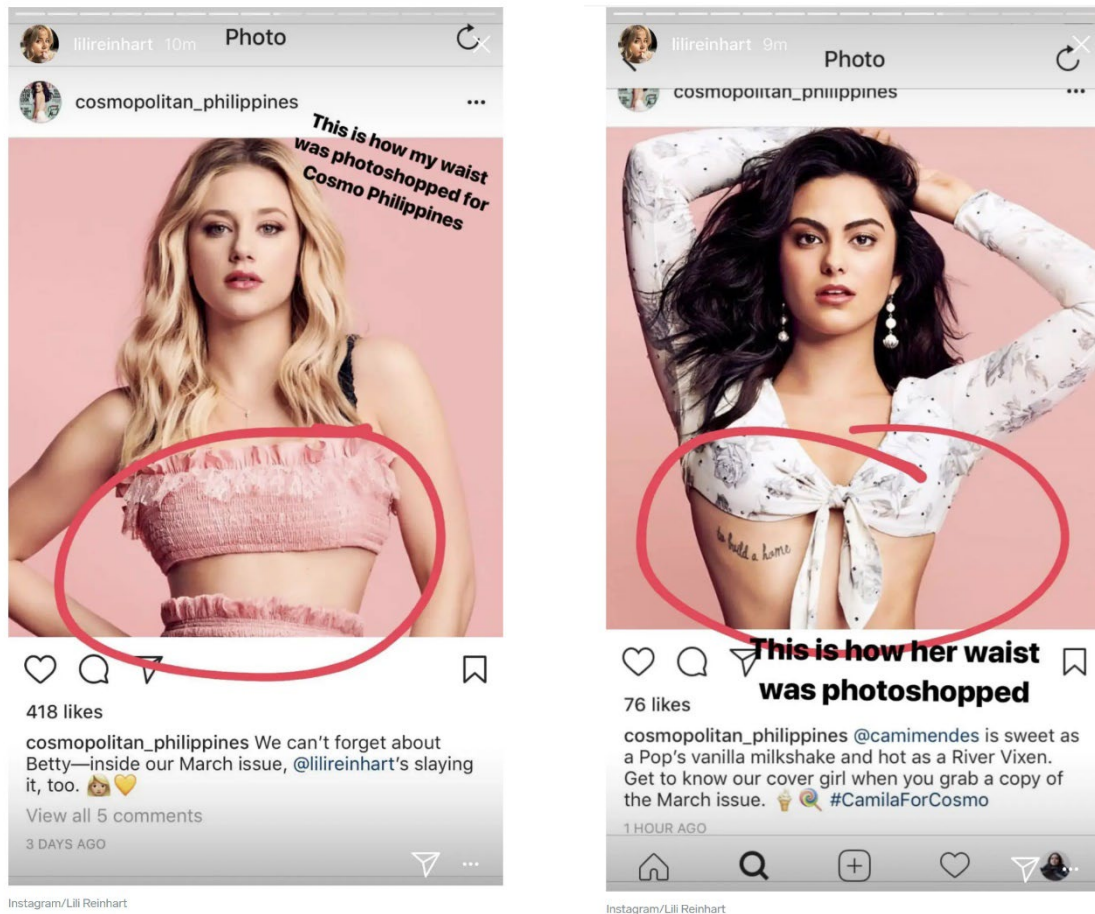 lilireinhart 10m
Photo
cosmopolitan_philippines
This is how my waist
was photoshopped for
Cosmo Philippines
418 likes
cosmopolitan_philippines We can't forget about
Betty—inside our March issue, @lilireinhart's slaying
it, too. 👩🏼💛
View all 5 comments
3 DAYS AGO
Instagram/Lili Reinhart
lilireinhart 9m
Photo
cosmopolitan_philippines
to build a home
This is how her waist
was photoshopped
76 likes
cosmopolitan_philippines @camimendes is sweet as
a Pop's vanilla milkshake and hot as a River Vixen.
Get to know our cover girl when you grab a copy of
the March issue. 🍦🍭 #CamilaForCosmo
1 HOUR AGO
Instagram/Lili Reinhart